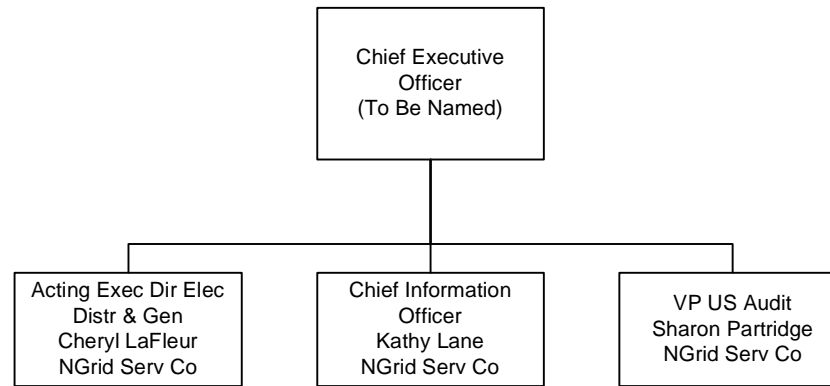 Chief Executive
Officer
(To Be Named)
Acting Exec Dir Elec
Distr & Gen
Cheryl LaFleur
NGrid Serv Co
Chief Information
Officer
Kathy Lane
NGrid Serv Co
VP US Audit
Sharon Partridge
NGrid Serv Co